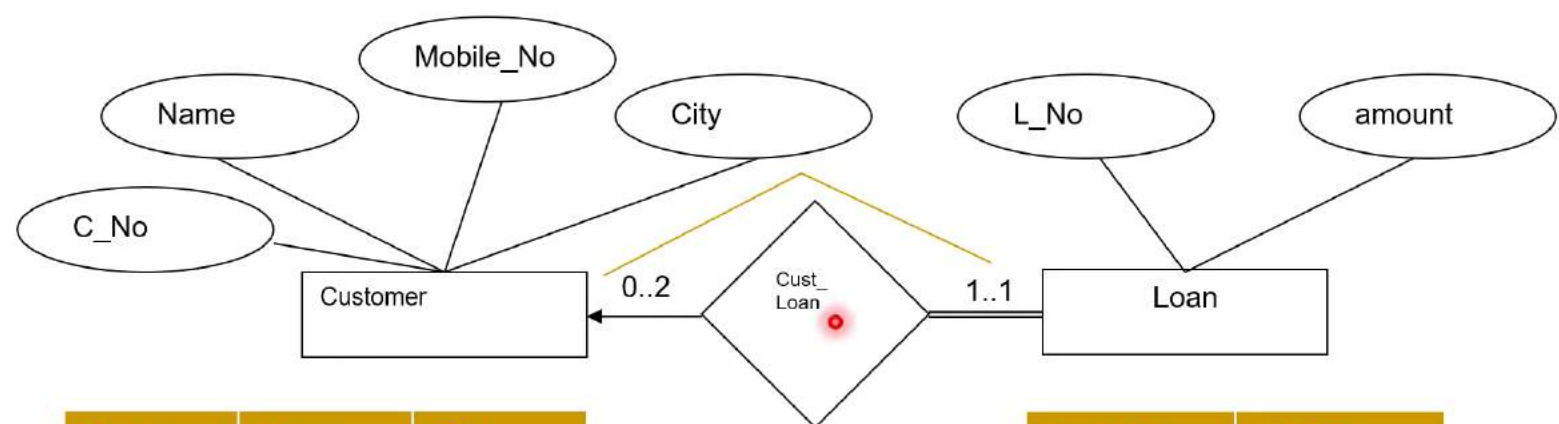 Mobile_No
Name
City
L_No
amount
C_No
Customer
0..2
Cust_
Loan
1..1
Loan